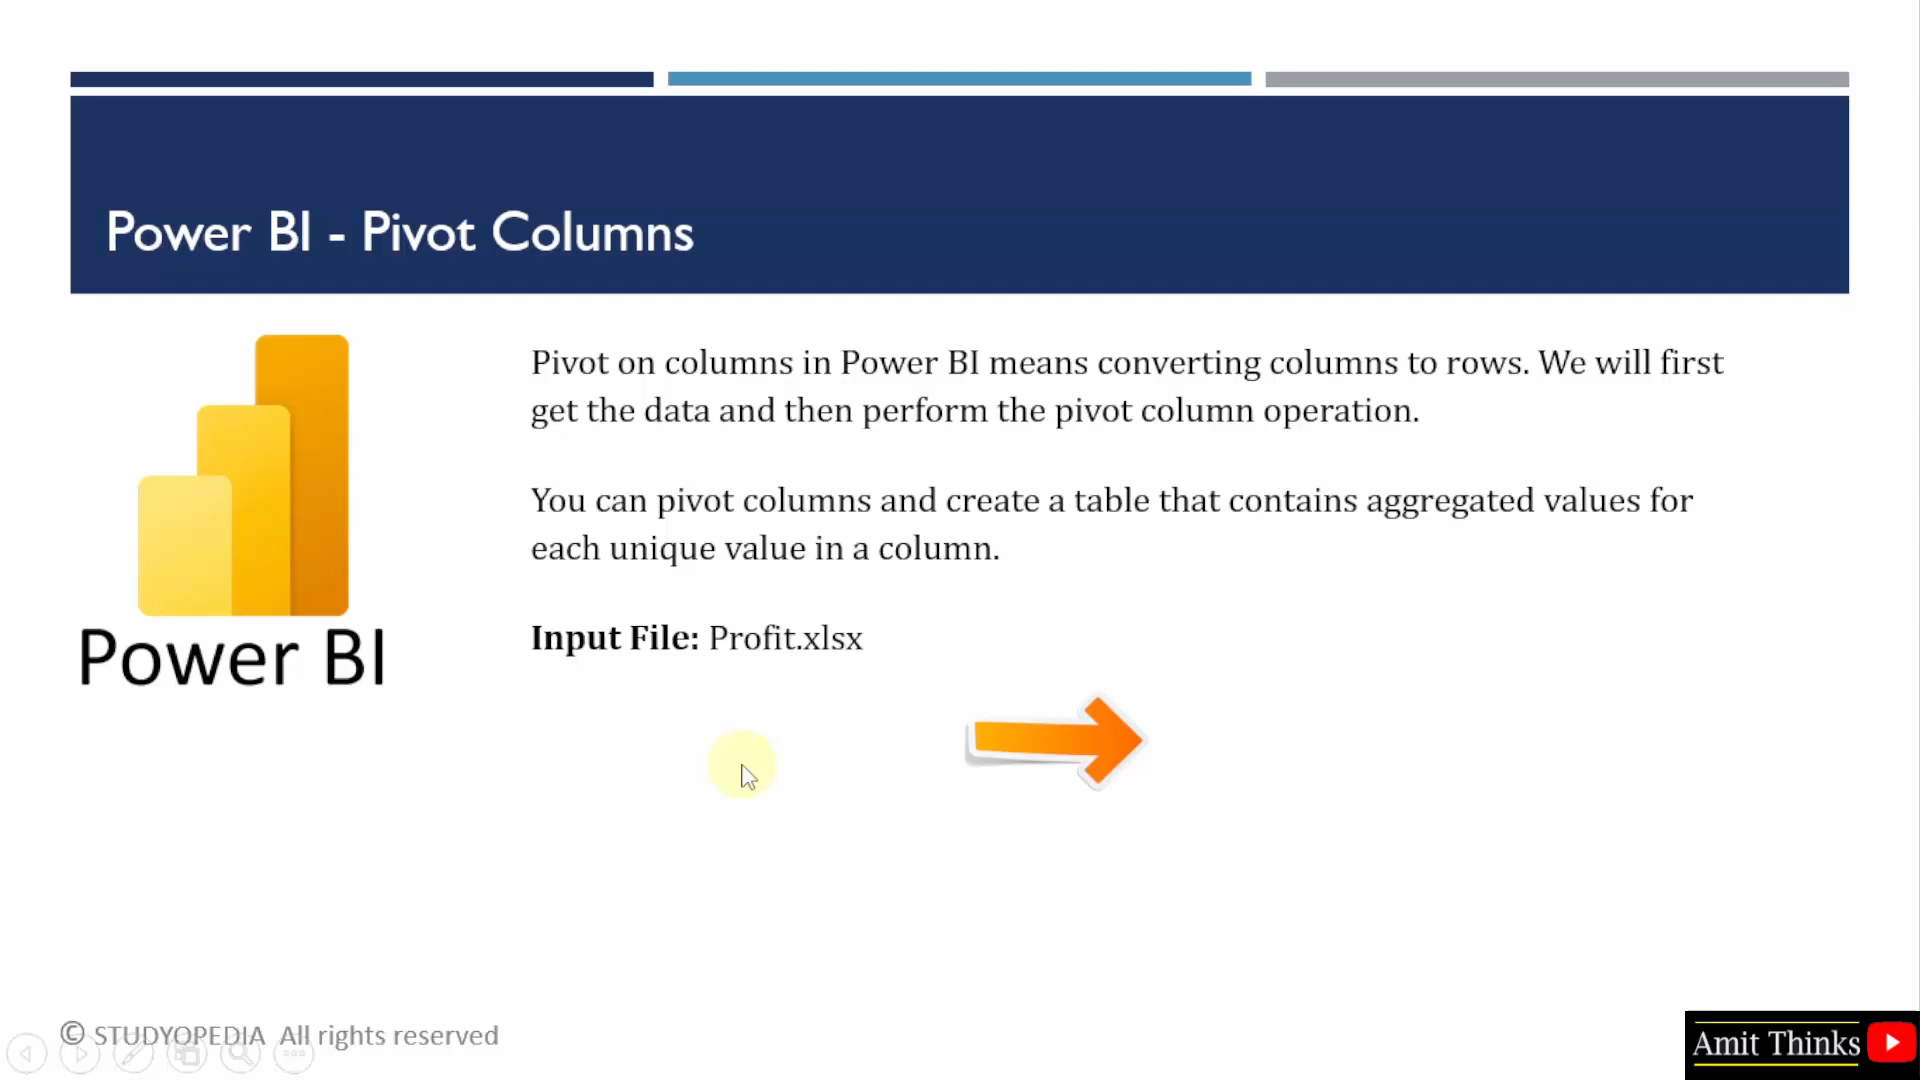 Power BI - Pivot Columns
Pivot on columns in Power BI means converting columns to rows. We will first
get the data and then perform the pivot column operation.
You can pivot columns and create a table that contains aggregated values for
each unique value in a column.
Input File: Profit.xlsx
Power BI
© STUDYOPEDIA All rights reserved
Amit Thinks